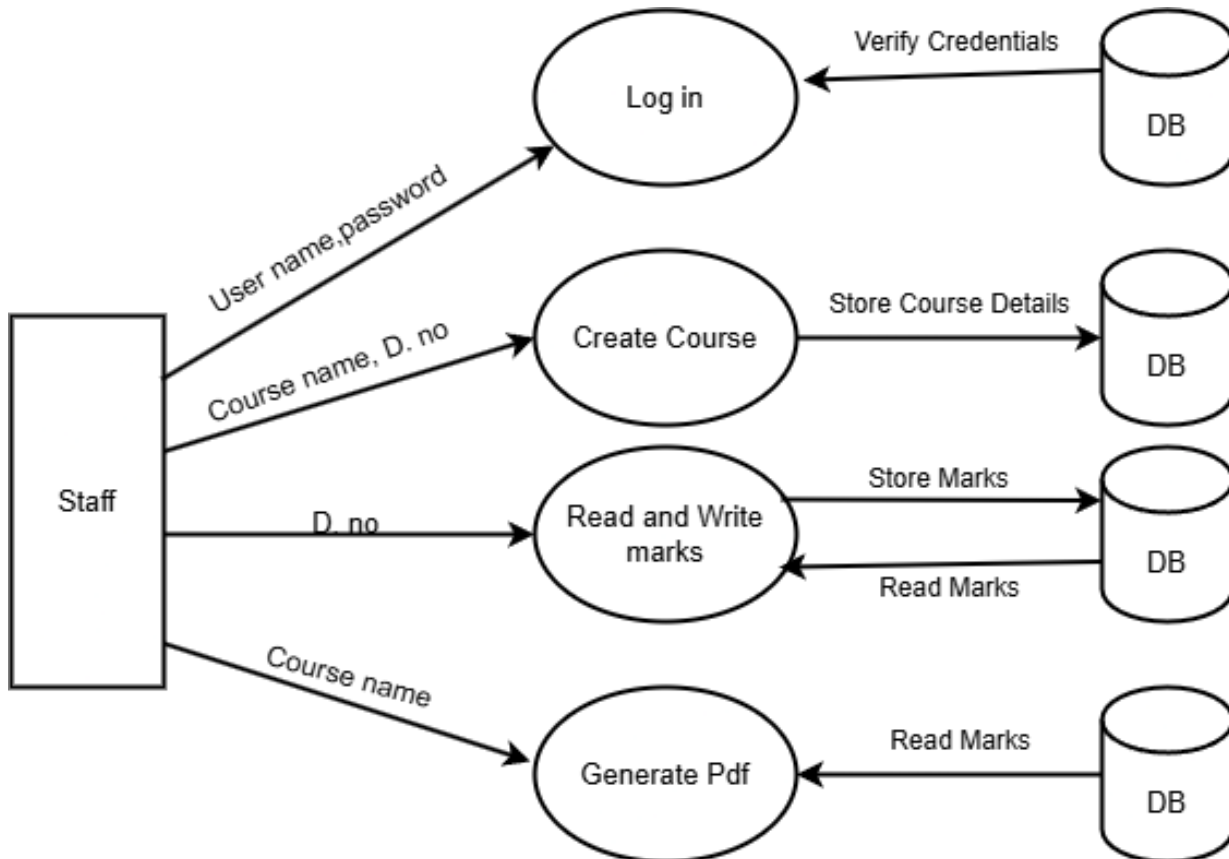 Verify Credentials
Log in
DB
User name,password
Store Course Details
Create Course
DB
Course name, D. no
Staff
Store Marks
D. no
Read and Write
marks
DB
Read Marks
Course name
Read Marks
Generate Pdf
DB